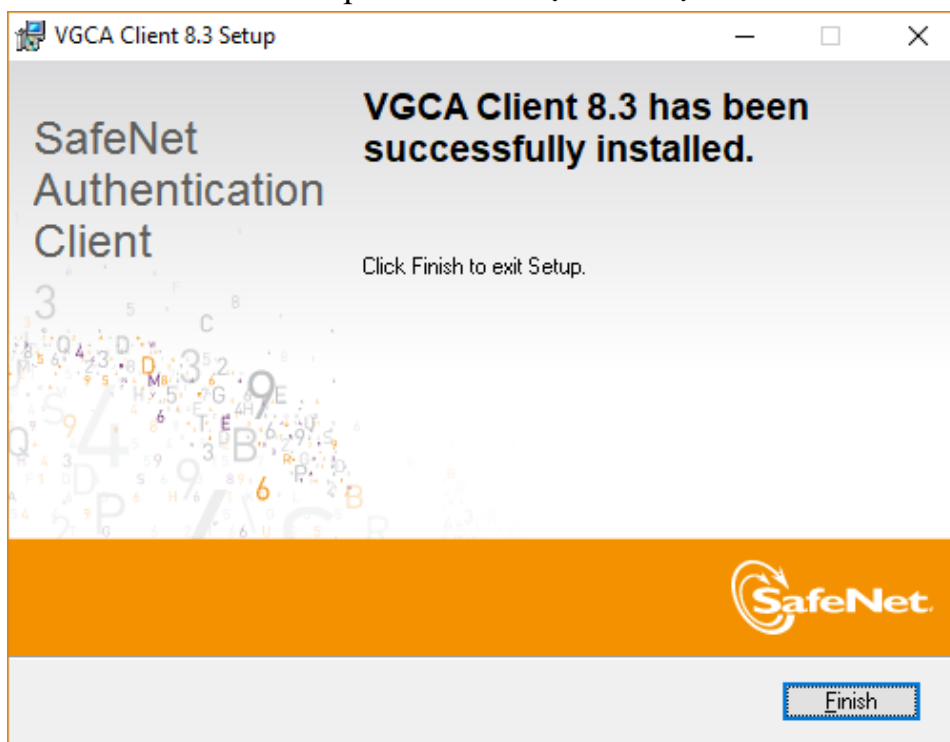 VGCA Client 8.3 Setup
SafeNet
Authentication
Client
VGCA Client 8.3 has been
successfully installed.
Click Finish to exit Setup.
SafeNet.
Finish